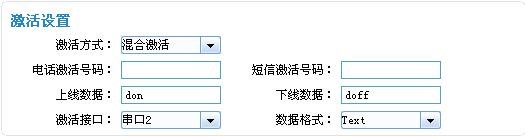 激活设置
激活方式： 混合激活
电话激活号码： 短信激活号码：
上线数据： don 下线数据： doff
激活接口： 串口2 数据格式： Text